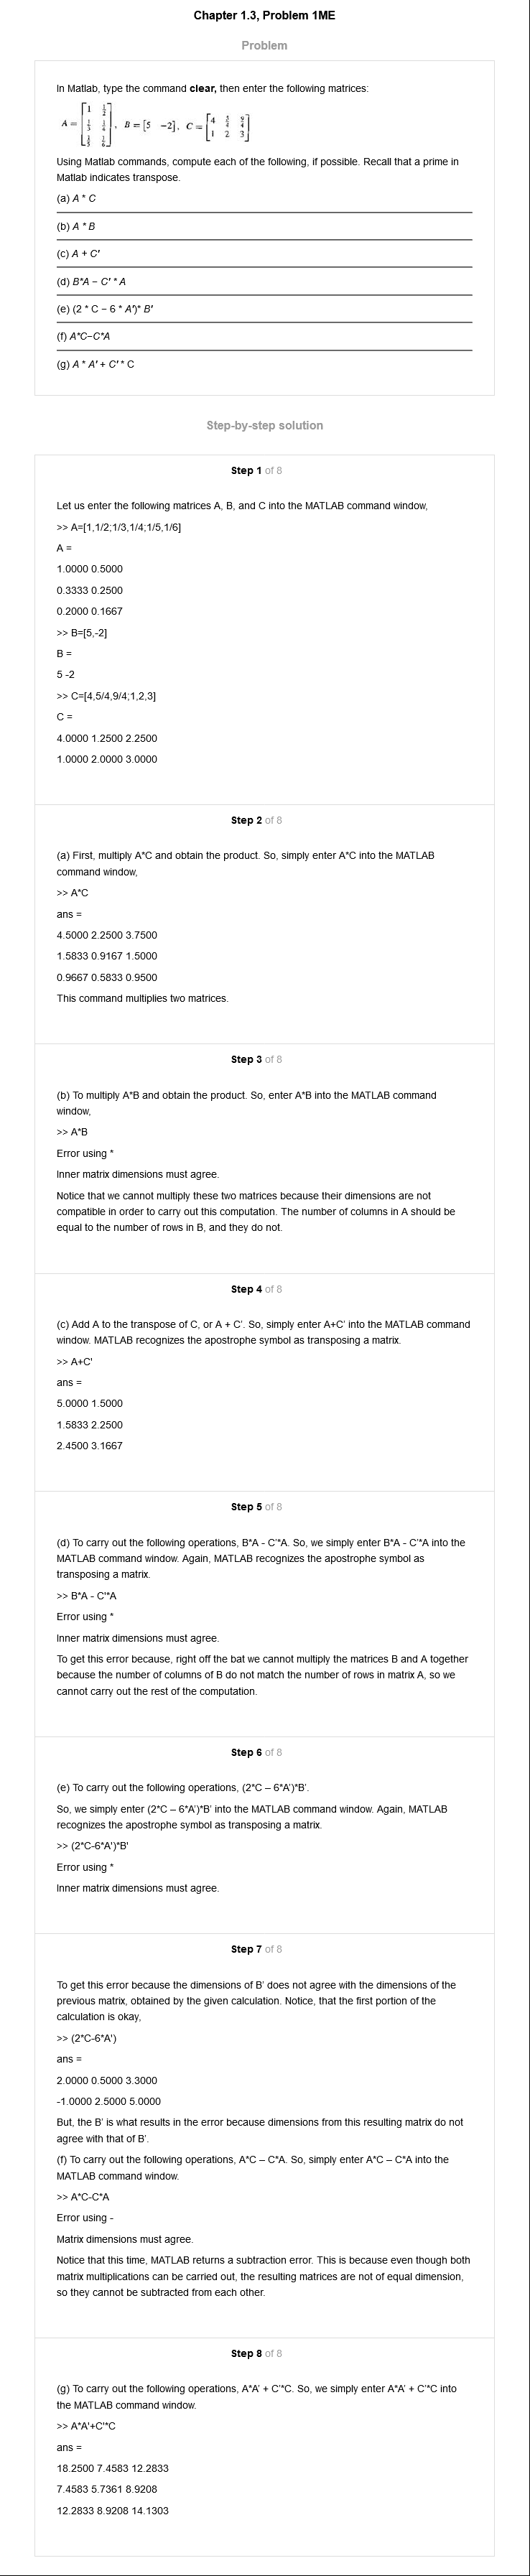 Chapter 1.3, Problem 1ME
Problem
In Matlab, type the command clear, then enter the following matrices:
A = [1 1/2; 1/3 1/4; 1/5 1/6], B = [5 −2], C = [4 5/4 9/4; 1 2 3]
Using Matlab commands, compute each of the following, if possible. Recall that a prime in
Matlab indicates transpose.
(a) A * C
(b) A * B
(c) A + C′
(d) B*A − C′ * A
(e) (2 * C − 6 * A′)* B′
(f) A*C−C*A
(g) A * A′ + C′ * C
Step-by-step solution
Step 1 of 8
Let us enter the following matrices A, B, and C into the MATLAB command window,
>> A=[1,1/2;1/3,1/4;1/5,1/6]
A =
1.0000 0.5000
0.3333 0.2500
0.2000 0.1667
>> B=[5,-2]
B =
5 -2
>> C=[4,5/4,9/4;1,2,3]
C =
4.0000 1.2500 2.2500
1.0000 2.0000 3.0000
Step 2 of 8
(a) First, multiply A*C and obtain the product. So, simply enter A*C into the MATLAB
command window,
>> A*C
ans =
4.5000 2.2500 3.7500
1.5833 0.9167 1.5000
0.9667 0.5833 0.9500
This command multiplies two matrices.
Step 3 of 8
(b) To multiply A*B and obtain the product. So, enter A*B into the MATLAB command
window,
>> A*B
Error using *
Inner matrix dimensions must agree.
Notice that we cannot multiply these two matrices because their dimensions are not
compatible in order to carry out this computation. The number of columns in A should be
equal to the number of rows in B, and they do not.
Step 4 of 8
(c) Add A to the transpose of C, or A + C’. So, simply enter A+C’ into the MATLAB command
window. MATLAB recognizes the apostrophe symbol as transposing a matrix.
>> A+C'
ans =
5.0000 1.5000
1.5833 2.2500
2.4500 3.1667
Step 5 of 8
(d) To carry out the following operations, B*A - C’*A. So, we simply enter B*A - C’*A into the
MATLAB command window. Again, MATLAB recognizes the apostrophe symbol as
transposing a matrix.
>> B*A - C'*A
Error using *
Inner matrix dimensions must agree.
To get this error because, right off the bat we cannot multiply the matrices B and A together
because the number of columns of B do not match the number of rows in matrix A, so we
cannot carry out the rest of the computation.
Step 6 of 8
(e) To carry out the following operations, (2*C – 6*A’)*B’.
So, we simply enter (2*C – 6*A’)*B’ into the MATLAB command window. Again, MATLAB
recognizes the apostrophe symbol as transposing a matrix.
>> (2*C-6*A')*B'
Error using *
Inner matrix dimensions must agree.
Step 7 of 8
To get this error because the dimensions of B’ does not agree with the dimensions of the
previous matrix, obtained by the given calculation. Notice, that the first portion of the
calculation is okay,
>> (2*C-6*A')
ans =
2.0000 0.5000 3.3000
-1.0000 2.5000 5.0000
But, the B’ is what results in the error because dimensions from this resulting matrix do not
agree with that of B’.
(f) To carry out the following operations, A*C – C*A. So, simply enter A*C – C*A into the
MATLAB command window.
>> A*C-C*A
Error using -
Matrix dimensions must agree.
Notice that this time, MATLAB returns a subtraction error. This is because even though both
matrix multiplications can be carried out, the resulting matrices are not of equal dimension,
so they cannot be subtracted from each other.
Step 8 of 8
(g) To carry out the following operations, A*A’ + C’*C. So, we simply enter A*A’ + C’*C into
the MATLAB command window.
>> A*A'+C'*C
ans =
18.2500 7.4583 12.2833
7.4583 5.7361 8.9208
12.2833 8.9208 14.1303